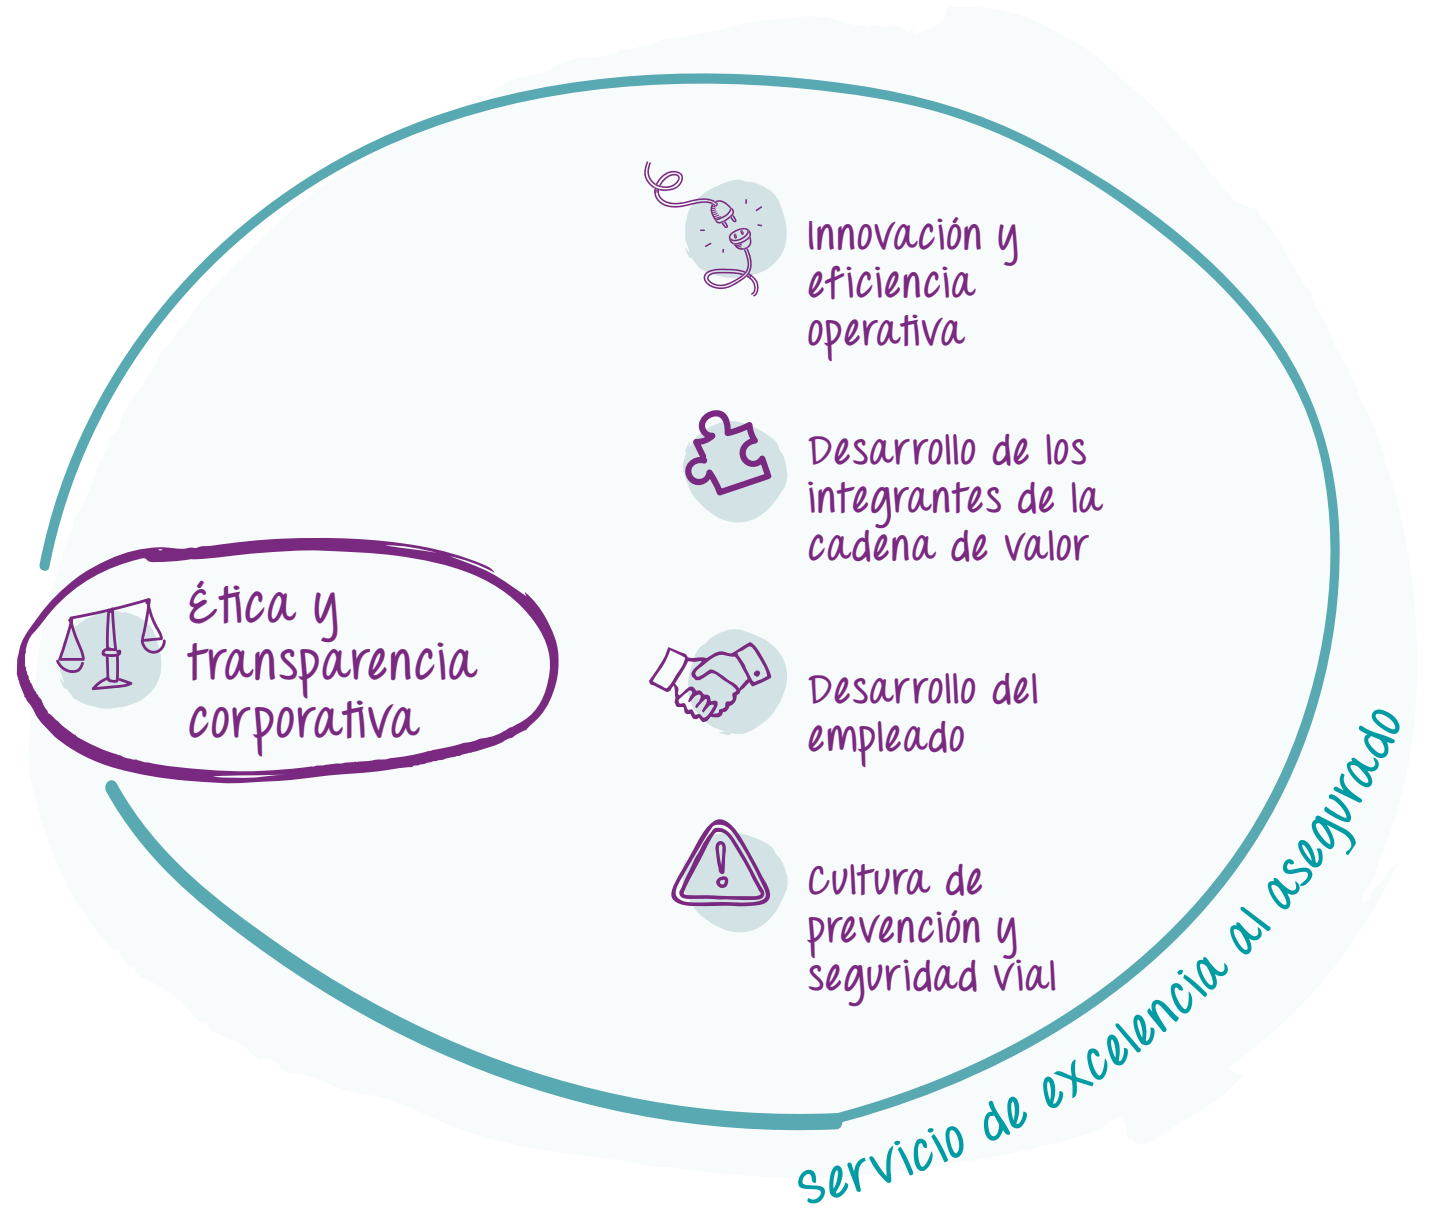 Innovación y
eficiencia
operativa
Desarrollo de los
integrantes de la
cadena de valor
Ética y
transparencia
corporativa
Desarrollo del
empleado
Cultura de
prevención y
seguridad vial
Servicio de excelencia al asegurado